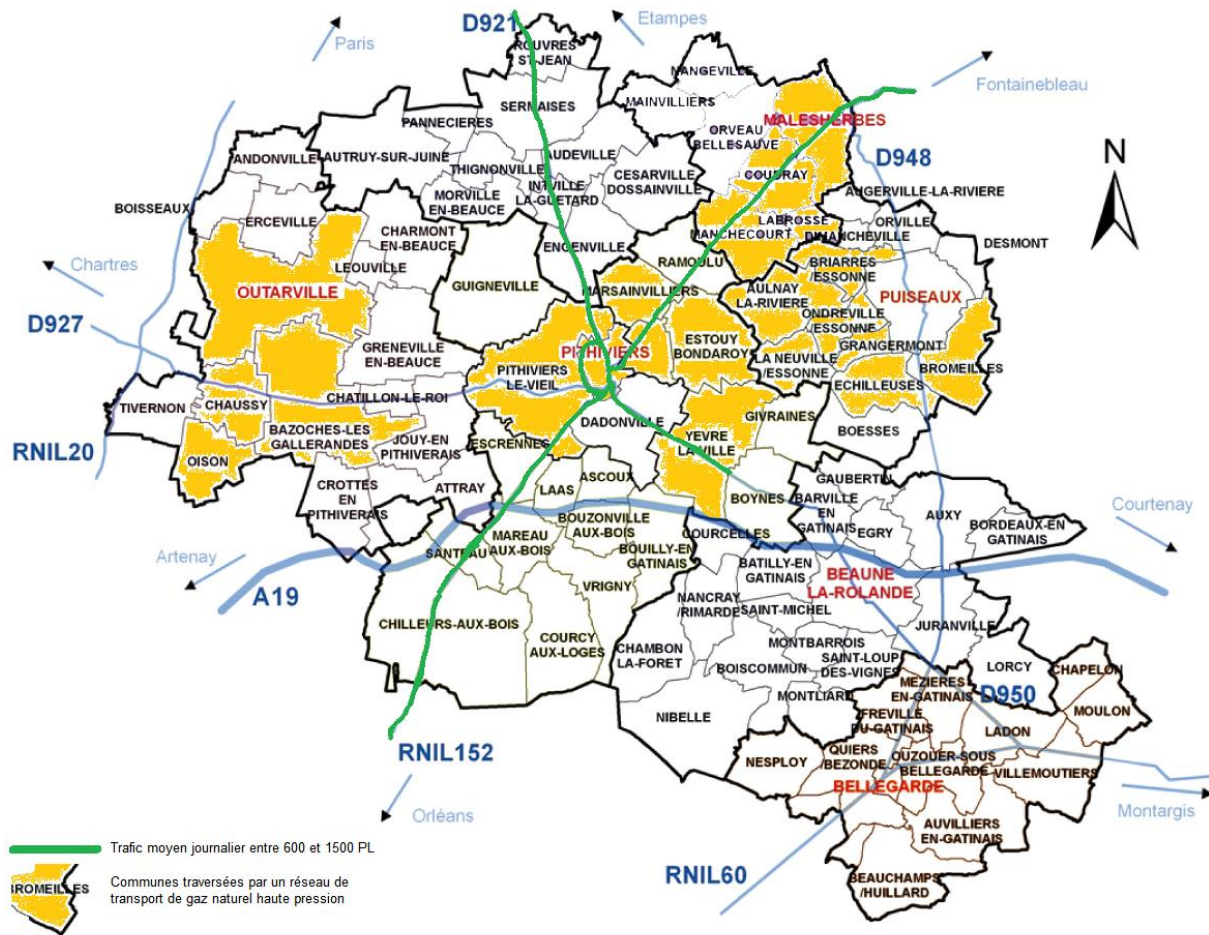 D921
Etampes
Paris
ROUVRES
ST-JEAN
NANGEVILLE
Fontainebleau
SERMAISES
MAINVILLIERS
MALESHERBES
PANNECIERES
ORVEAU
BELLESAUVE
N
ANDONVILLE
AUTRUY-SUR-JUINE
AUDEVILLE
D948
THIGNONVILLE
CESARVILLE
DOSSAINVILLE
COUDRAY
INTVILLE
LA-GUETARD
MORVILLE
EN-BEAUCE
AUGERVILLE-LA-RIVIERE
BOISSEAUX
ERCEVILLE
LABROSSE
ORVILLE
CHARMONT
EN-BEAUCE
MANCHECOURT
DIMANCHEVILLE
DESMONT
ENGENVILLE
RAMOULU
BRIARRES
/ESSONNE
Chartres
LEOUVILLE
GUIGNEVILLE
MARSAINVILLIERS
AULNAY
LA-RIVIERE
PUISEAUX
OUTARVILLE
ONDREVILLE
/ESSONNE
D927
ESTOUY
BONDAROY
GRENEVILLE
EN-BEAUCE
PITHIVIERS
GRANGERMONT
PITHIVIERS
LE-VIEIL
LA NEUVILLE
/ESSONNE
BROMEILLES
ECHILLEUSES
CHATILLON-LE-ROI
TIVERNON
CHAUSSY
GIVRAINES
DADONVILLE
BAZOCHES-LES
GALLERANDES
BOESSES
YEVRE
LA VILLE
JOUY-EN
PITHIVERAIS
ESCRENNES
RNIL20
OISON
ASCOUX
GAUBERTIN
CROTTES
EN
PITHIVERAIS
ATTRAY
LAAS
BOYNES
BARVILLE
EN
GATINAIS
Courtenay
BOUZONVILLE
AUX-BOIS
AUXY
BORDEAUX-EN
GATINAIS
EGRY
MAREAU
AUX-BOIS
COURCELLES
Artenay
SANTEAU
BOUILLY-EN
GATINAIS
BATILLY-EN
GATINAIS
BEAUNE
LA-ROLANDE
A19
VRIGNY
NANCRAY
/RIMARDE
SAINT-MICHEL
CHILLEURS-AUX-BOIS
JURANVILLE
COURCY
AUX-LOGES
CHAMBON
LA-FORET
MONTBARROIS
SAINT-LOUP
DES-VIGNES
BOISCOMMUN
LORCY
CHAPELON
MEZIERES
EN-GATINAIS
MONTLIARD
D950
NIBELLE
FREVILLE
DU-GATINAIS
MOULON
LADON
RNIL152
NESPLOY
QUIERS
/BEZONDE
OUZOUER-SOUS
BELLEGARDE
VILLEMOUTIERS
BELLEGARDE
Montargis
Orléans
AUVILLIERS
EN-GATINAIS
Trafic moyen journalier entre 600 et 1500 PL
RNIL60
BEAUCHAMPS
/HUILLARD
BROMEILLES
Communes traversées par un réseau de
transport de gaz naturel haute pression